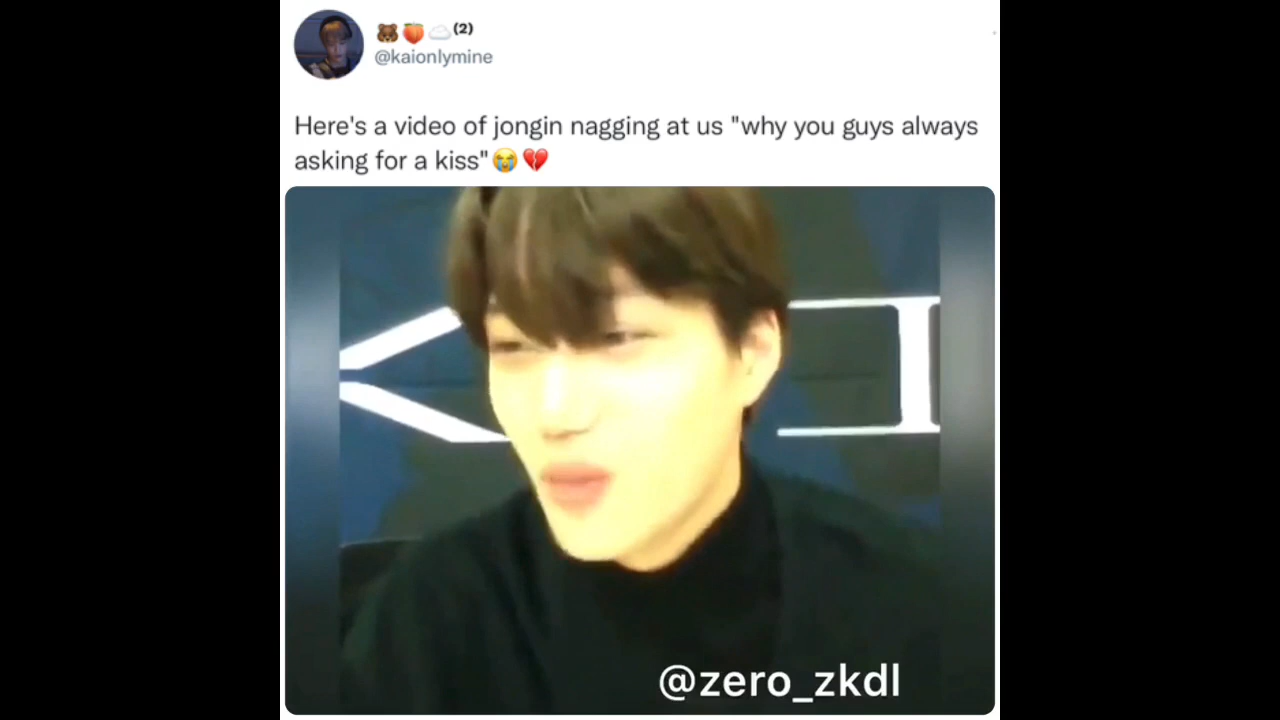 🐻🍑☁️⁽²⁾
@kaionlymine
Here's a video of jongin nagging at us "why you guys always
asking for a kiss"😭💔
K I
@zero_zkdl